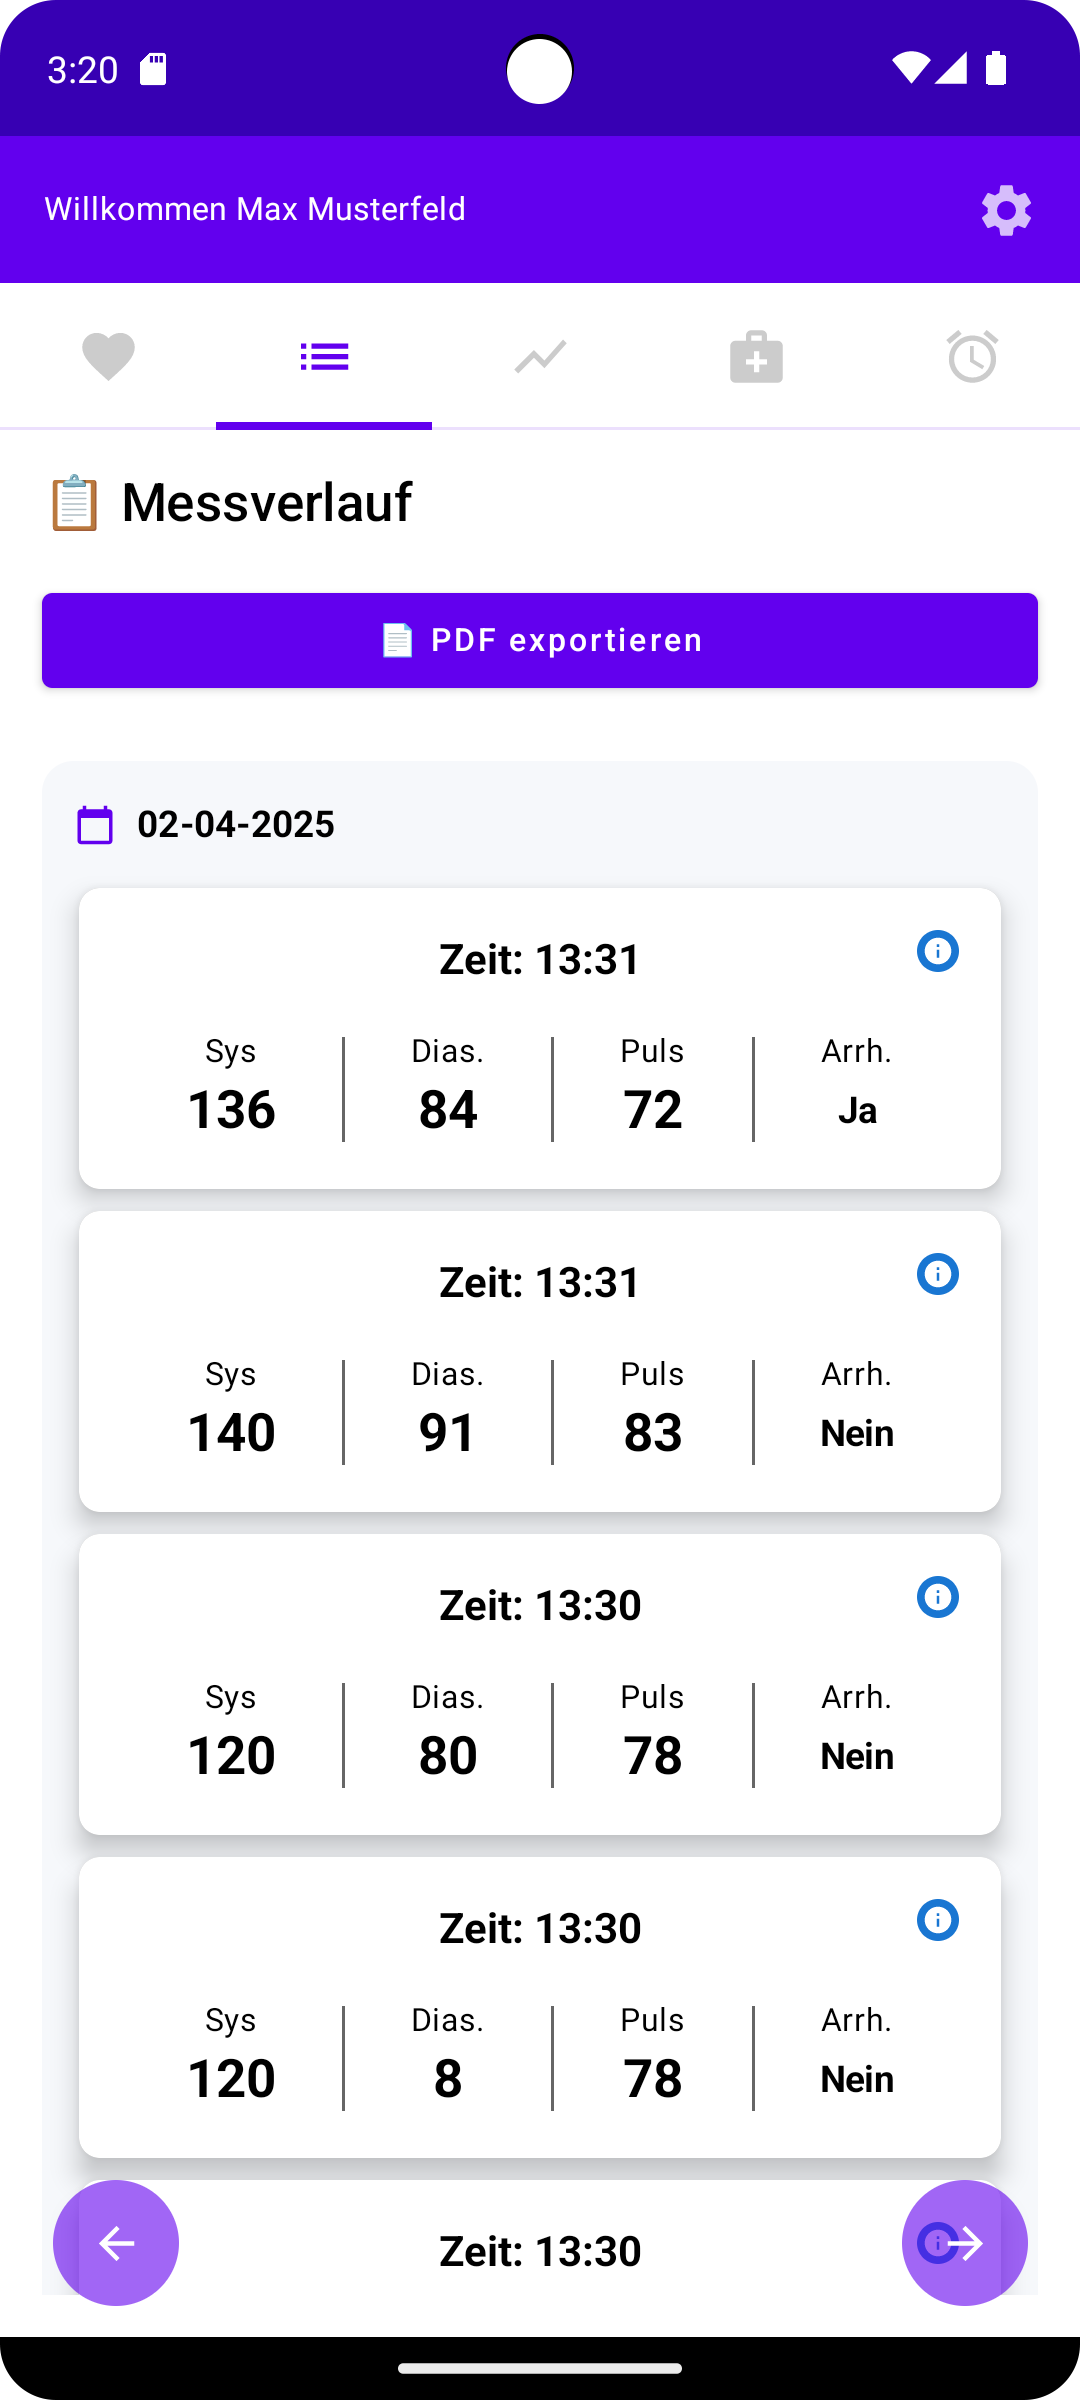 3:20
Willkommen Max Musterfeld
Messverlauf
PDF exportieren
02-04-2025
Zeit: 13:31
Sys Dias. Puls Arrh.
136 84 72 Ja
Zeit: 13:31
Sys Dias. Puls Arrh.
140 91 83 Nein
Zeit: 13:30
Sys Dias. Puls Arrh.
120 80 78 Nein
Zeit: 13:30
Sys Dias. Puls Arrh.
120 8 78 Nein
Zeit: 13:30